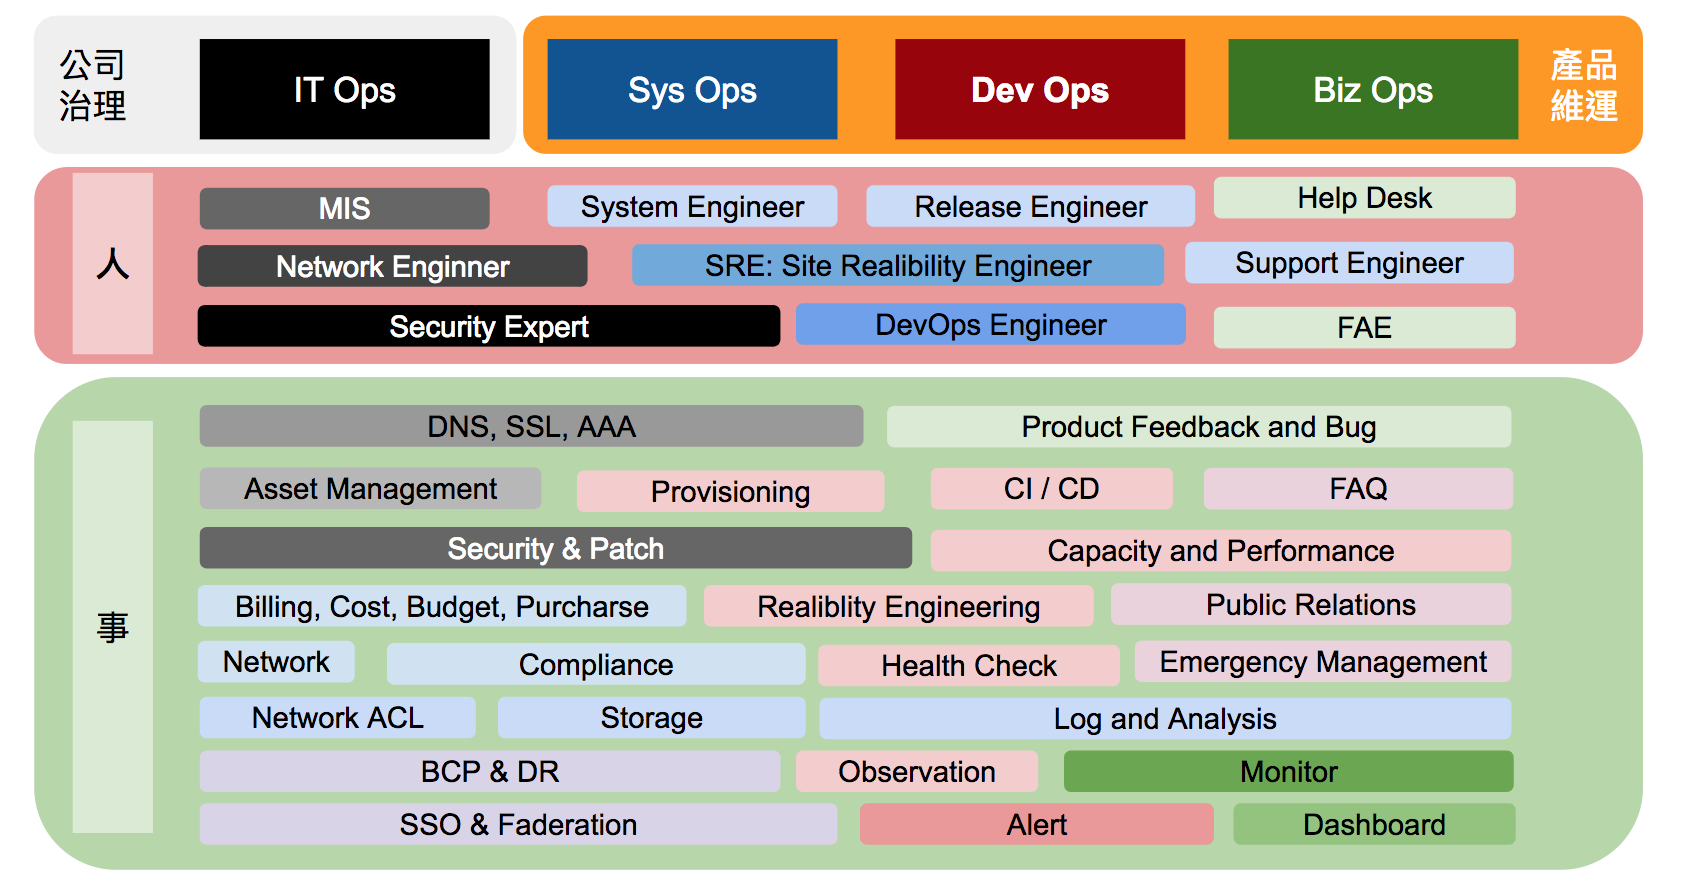 公司
治理
IT Ops
Sys Ops
Dev Ops
Biz Ops
產品
維運
人
MIS
System Engineer
Release Engineer
Help Desk
Network Enginner
SRE: Site Realibility Engineer
Support Engineer
Security Expert
DevOps Engineer
FAE
事
DNS, SSL, AAA
Product Feedback and Bug
Asset Management
Provisioning
CI / CD
FAQ
Security & Patch
Capacity and Performance
Billing, Cost, Budget, Purcharse
Realiblity Engineering
Public Relations
Network
Compliance
Health Check
Emergency Management
Network ACL
Storage
Log and Analysis
BCP & DR
Observation
Monitor
SSO & Faderation
Alert
Dashboard